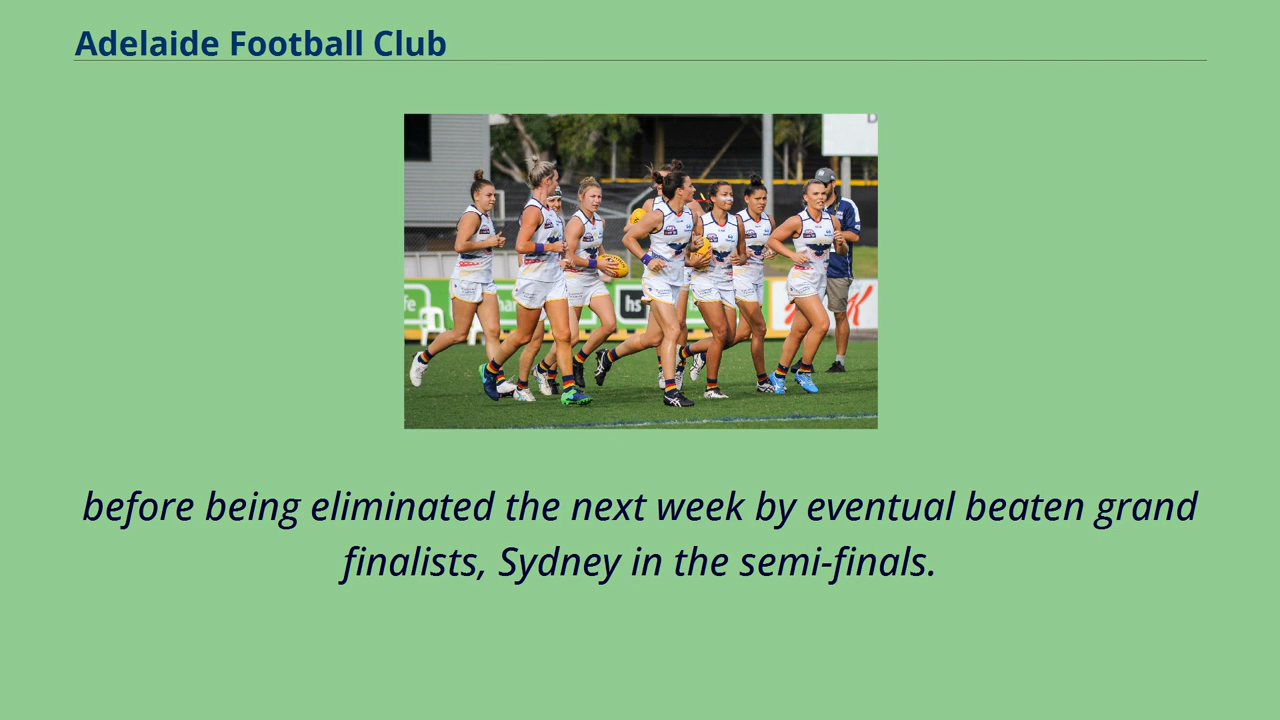 Adelaide Football Club
before being eliminated the next week by eventual beaten grand
finalists, Sydney in the semi-finals.
hs